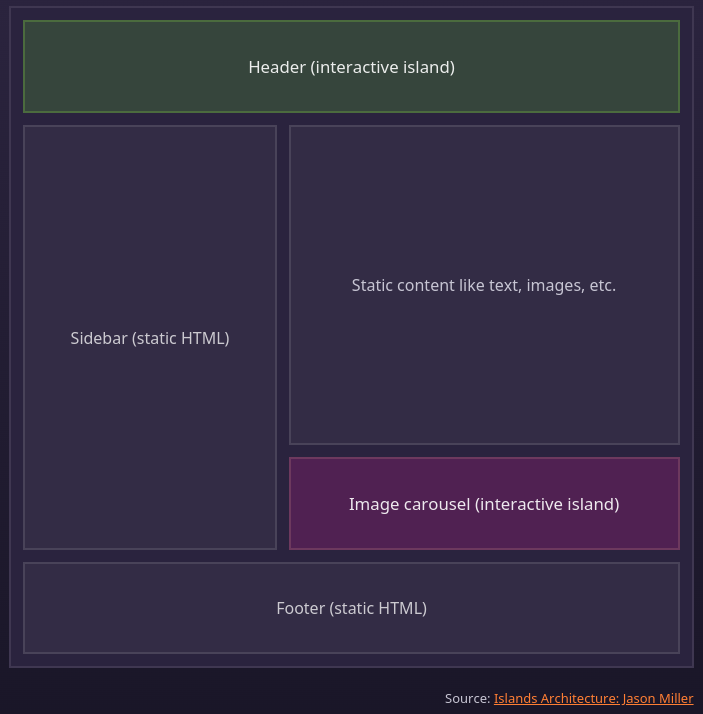 Header (interactive island)
Sidebar (static HTML)
Static content like text, images, etc.
Image carousel (interactive island)
Footer (static HTML)
Source: Islands Architecture: Jason Miller